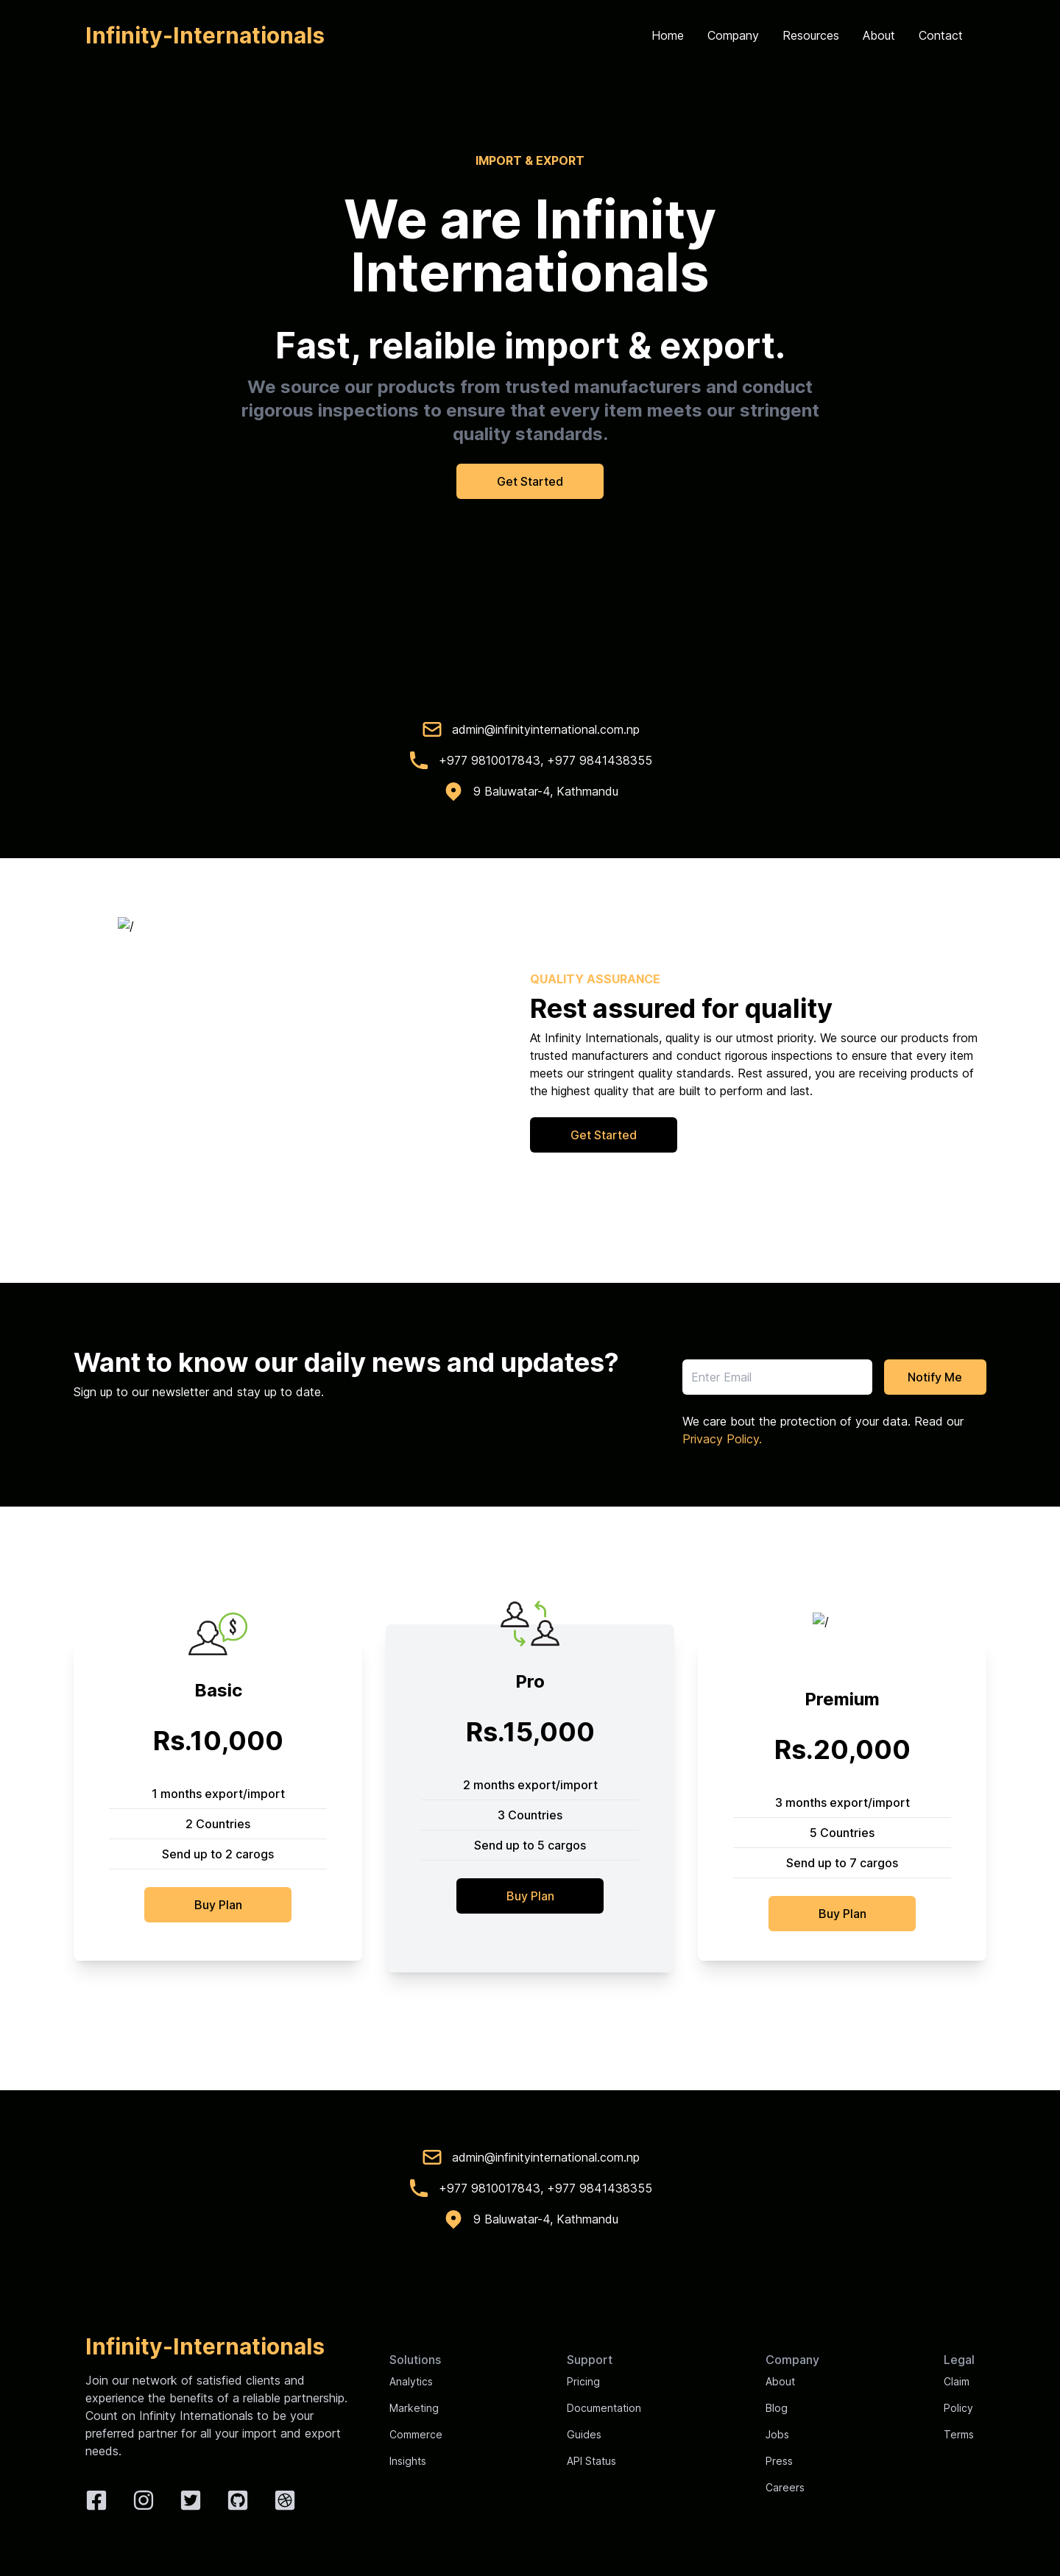 Infinity-Internationals
Home Company Resources About Contact
IMPORT & EXPORT
We are Infinity
Internationals
Fast, relaible import & export.
We source our products from trusted manufacturers and conduct
rigorous inspections to ensure that every item meets our stringent
quality standards.
Get Started
admin@infinityinternational.com.np
+977 9810017843, +977 9841438355
9 Baluwatar-4, Kathmandu
/
QUALITY ASSURANCE
Rest assured for quality
At Infinity Internationals, quality is our utmost priority. We source our products from
trusted manufacturers and conduct rigorous inspections to ensure that every item
meets our stringent quality standards. Rest assured, you are receiving products of
the highest quality that are built to perform and last.
Get Started
Want to know our daily news and updates?
Sign up to our newsletter and stay up to date.
Enter Email
Notify Me
We care bout the protection of your data. Read our
Privacy Policy.
$
Basic
Rs.10,000
1 months export/import
2 Countries
Send up to 2 carogs
Buy Plan
Pro
Rs.15,000
2 months export/import
3 Countries
Send up to 5 cargos
Buy Plan
/
Premium
Rs.20,000
3 months export/import
5 Countries
Send up to 7 cargos
Buy Plan
admin@infinityinternational.com.np
+977 9810017843, +977 9841438355
9 Baluwatar-4, Kathmandu
Infinity-Internationals
Join our network of satisfied clients and
experience the benefits of a reliable partnership.
Count on Infinity Internationals to be your
preferred partner for all your import and export
needs.
Solutions
Analytics
Marketing
Commerce
Insights
Support
Pricing
Documentation
Guides
API Status
Company
About
Blog
Jobs
Press
Careers
Legal
Claim
Policy
Terms